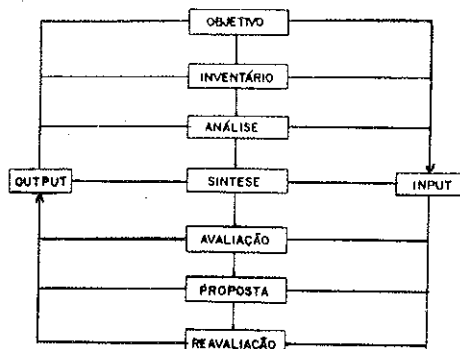 OBJETIVO
INVENTÁRIO
ANÁLISE
OUTPUT
SINTESE
INPUT
AVALIAÇÃO
PROPOSTA
REAVALIAÇÃO